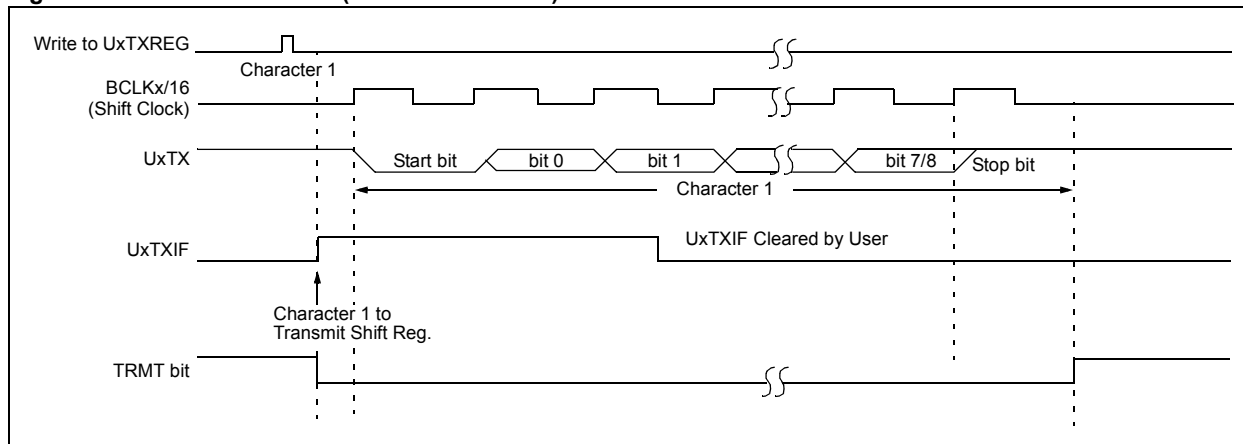 Write to UxTXREG
Character 1
BCLKx/16
(Shift Clock)
UxTX
Start bit
bit 0
bit 1
bit 7/8
Stop bit
Character 1
UxTXIF
UxTXIF Cleared by User
Character 1 to
Transmit Shift Reg.
TRMT bit